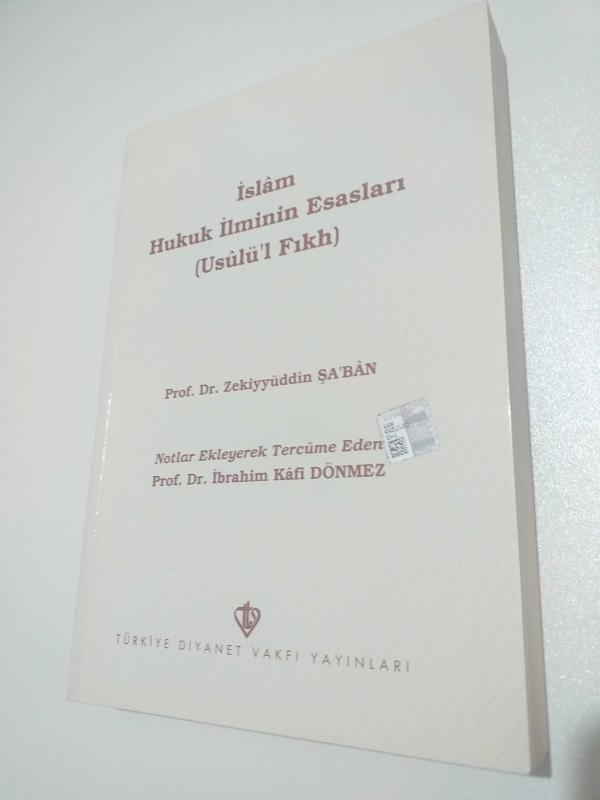 İslâm
Hukuk İlminin Esasları
(Usûlü'l Fıkh)
Prof. Dr. Zekiyyüddîn ŞA'BÂN
Notlar Ekleyerek Tercüme Eden
Prof. Dr. İbrahim Kâfi DÖNMEZ
TÜRKİYE DİYANET VAKFI YAYINLARI